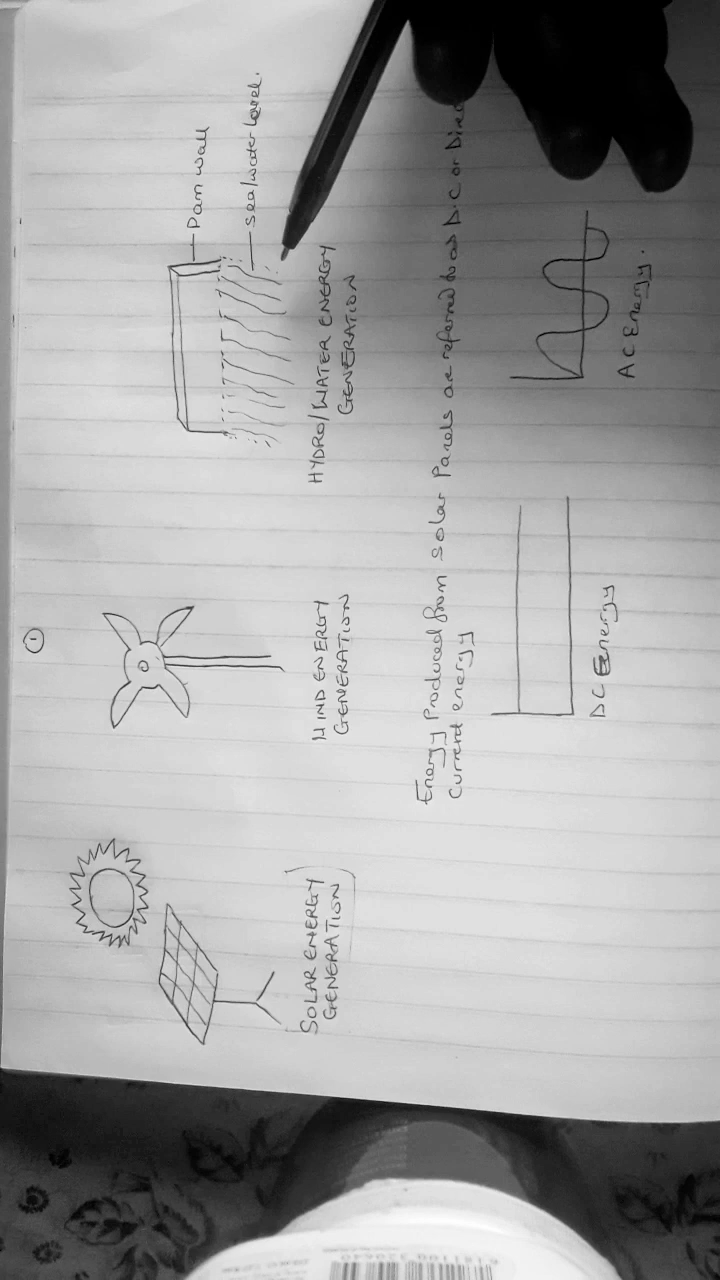 ①
Dam wall
sea/water level.
SOLAR ENERGY
GENERATION
WIND ENERGY
GENERATION
HYDRO/WATER ENERGY
GENERATION
Energy Produced from Solar Panels are referred to as D.C or Direc
Current energy
DC Energy
AC Energy.